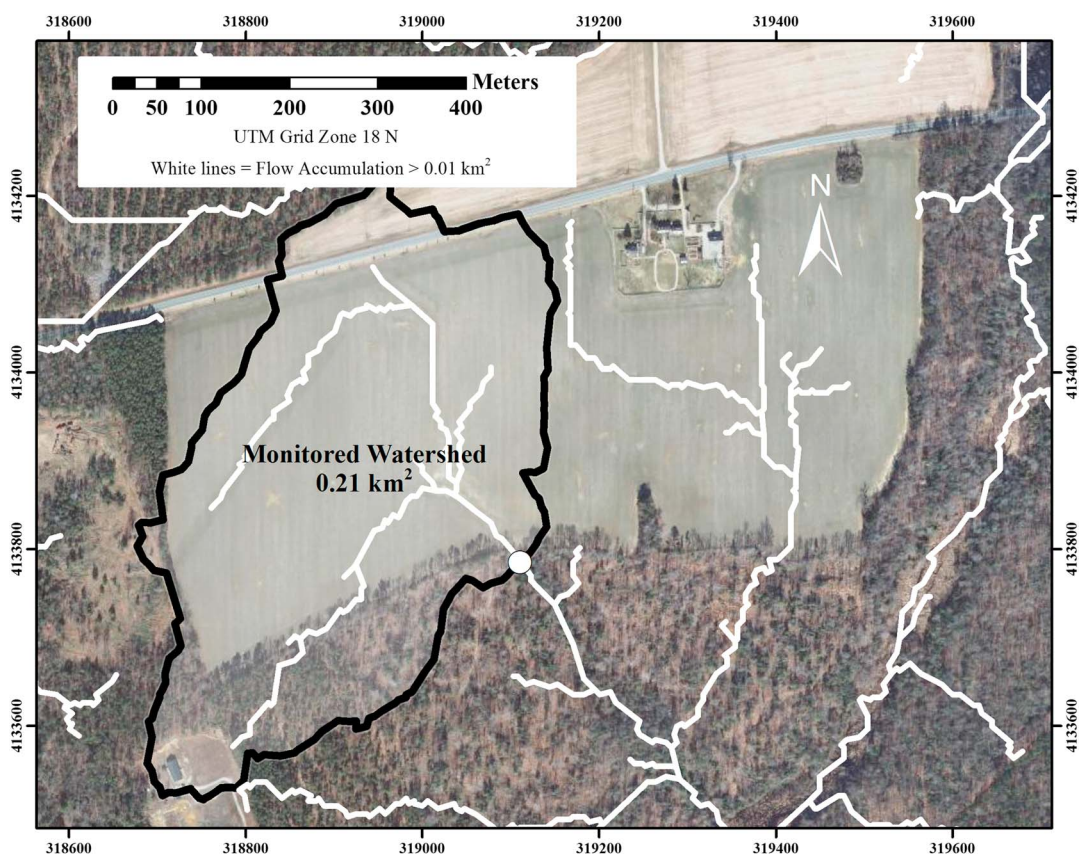 318600 318800 319000 319200 319400 319600
Meters
0 50 100 200 300 400
UTM Grid Zone 18 N
White lines = Flow Accumulation > 0.01 km²
N
4134200 4134200
4134000 4134000
Monitored Watershed
0.21 km²
4133800 4133800
4133600 4133600
318600 318800 319000 319200 319400 319600